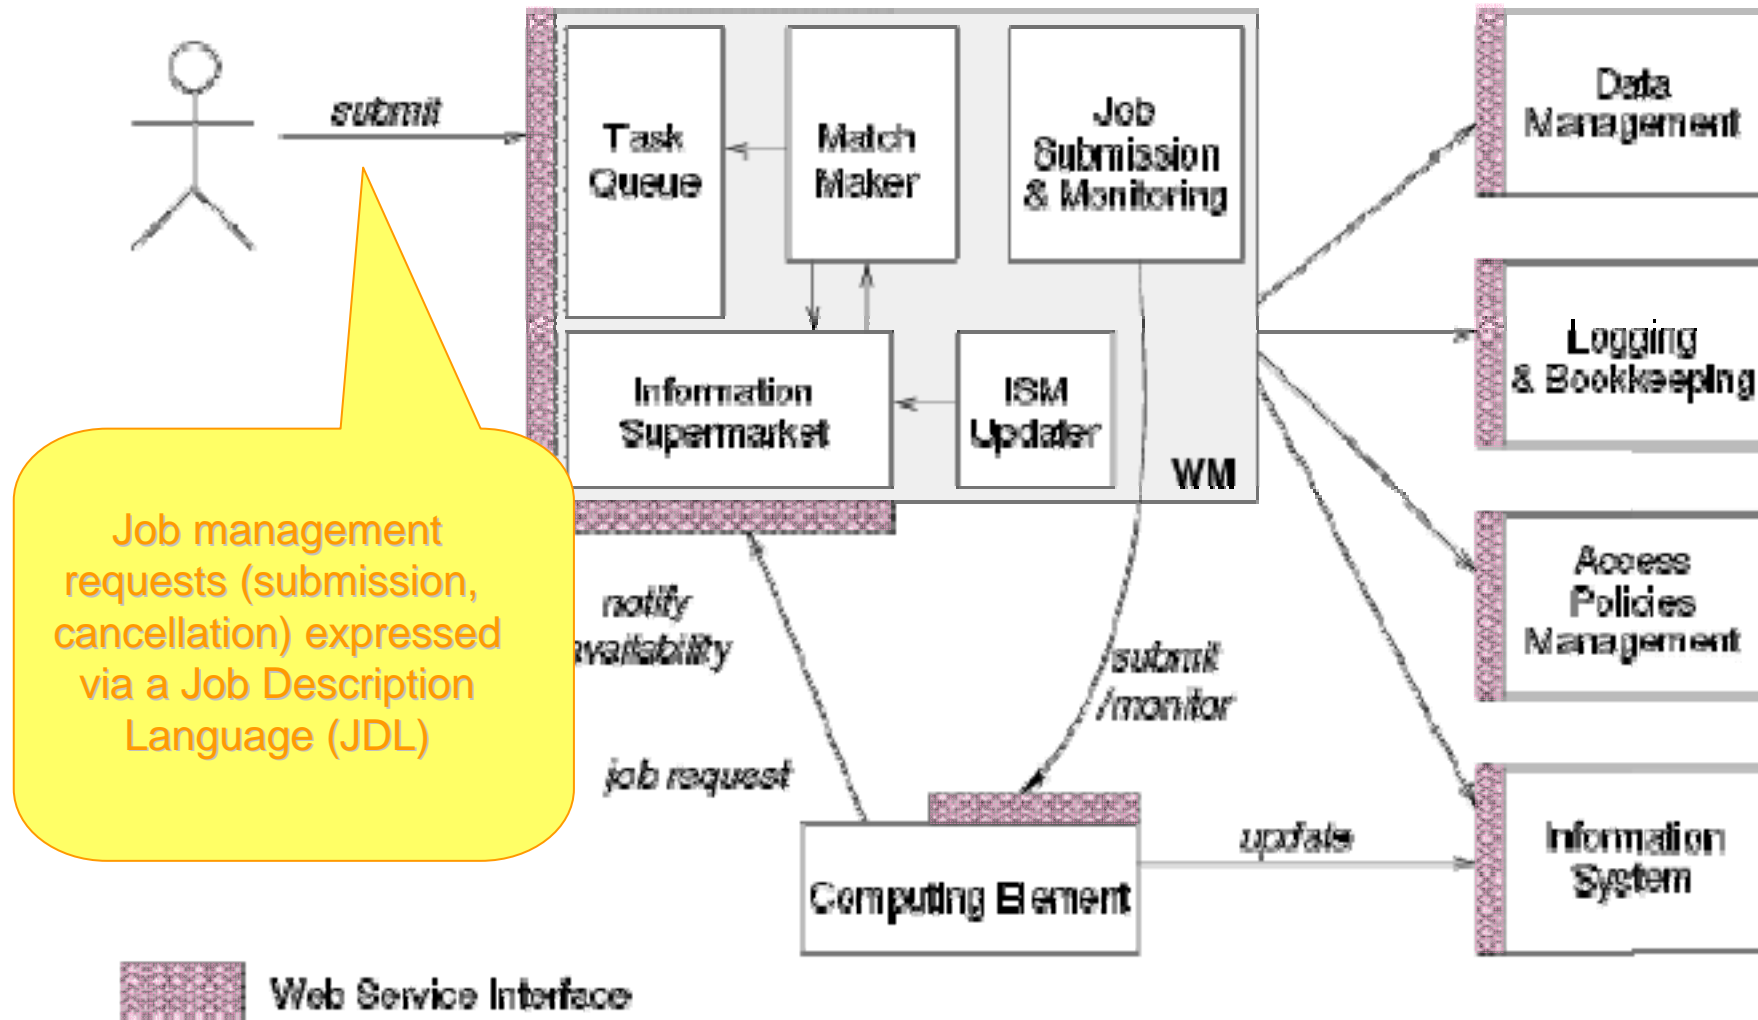 submit
Task
Queue
Match
Maker
Job
Submission
& Monitoring
Information
Supermarket
ISM
Updater
WM
Data
Management
Logging
& Bookkeeping
Access
Policies
Management
Information
System
Job management
requests (submission,
cancellation) expressed
via a Job Description
Language (JDL)
notify
availability
job request
submit
/monitor
update
Computing Element
Web Service Interface